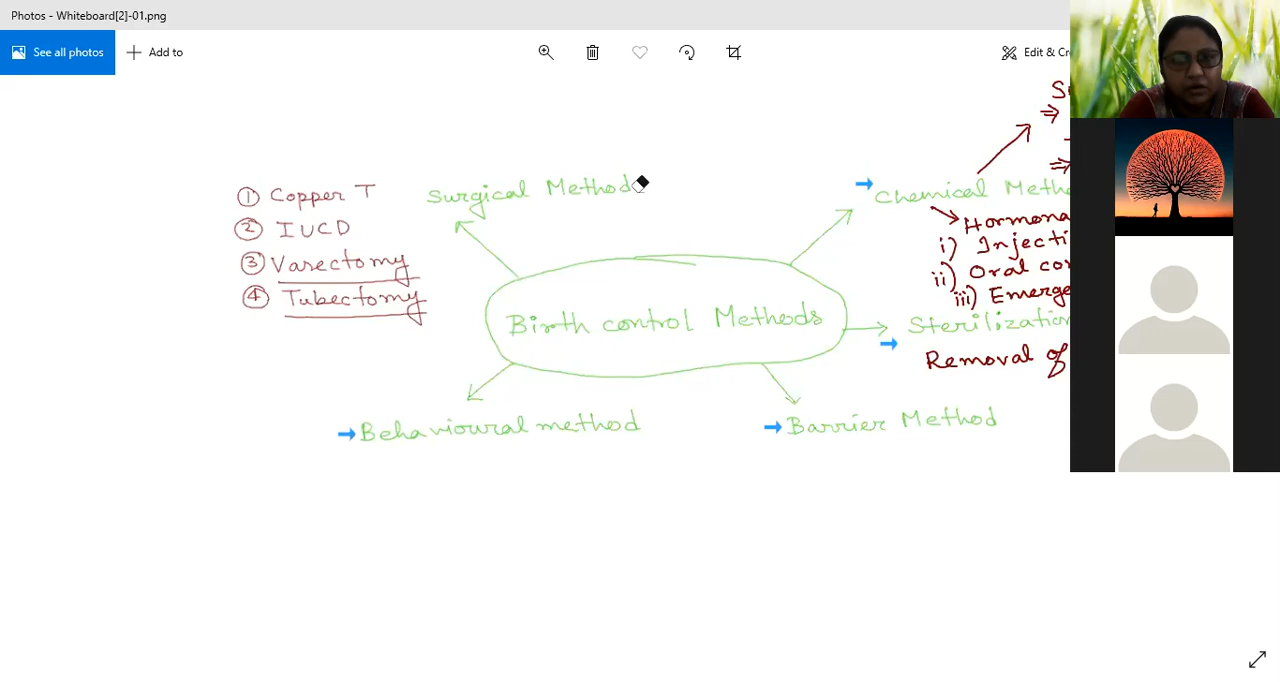 Photos - Whiteboard[2]-01.png
See all photos
Add to
Edit & Cr
① Copper T
② IUCD
③ Vasectomy
④ Tubectomy
Surgical Method
Chemical Meth
Hormona
i) Injecti
ii) Oral co
iii) Emerge
Birth control Methods
Sterilization
Removal of
Behavioural method
Barrier Method